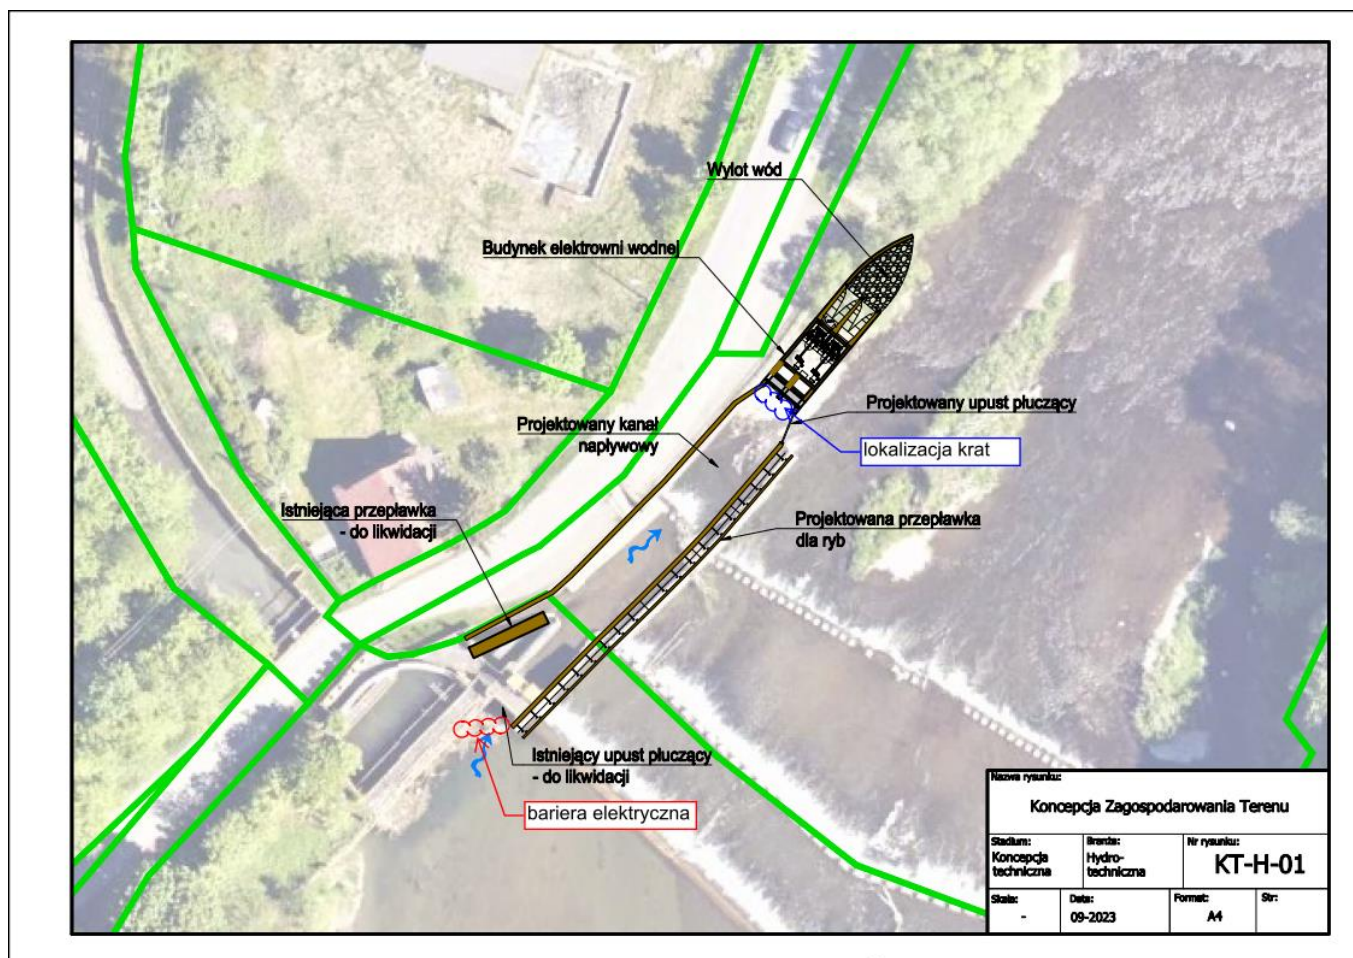 Wylot wód
Budynek elektrowni wodnej
Projektowany upust płuczący
Projektowany kanał
napływowy
lokalizacja krat
Istniejąca przepławka
- do likwidacji
Projektowana przepławka
dla ryb
Istniejący upust płuczący
- do likwidacji
bariera elektryczna
Nazwa rysunku:
Koncepcja Zagospodarowania Terenu
Stadium:
Koncepcja
techniczna
Branża:
Hydro-
techniczna
Nr rysunku:
KT-H-01
Skala:
-
Data:
09-2023
Format:
A4
Str: